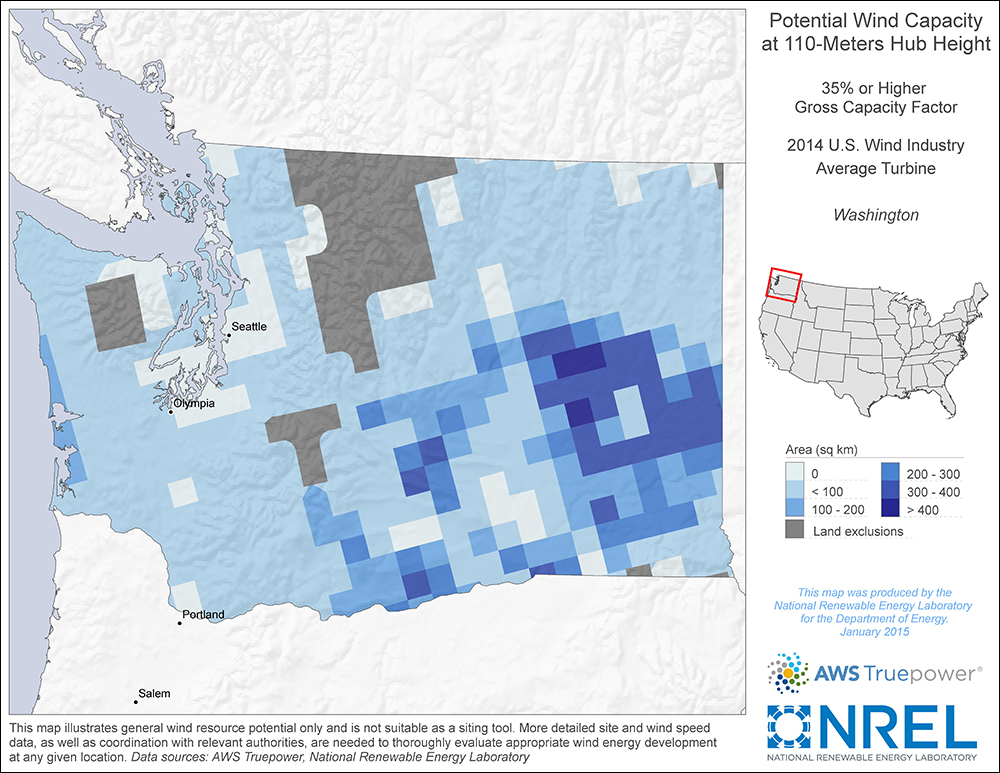 Potential Wind Capacity
at 110-Meters Hub Height
35% or Higher
Gross Capacity Factor
2014 U.S. Wind Industry
Average Turbine
Washington
Seattle
Olympia
Portland
Salem
Area (sq km)
0
< 100
100 - 200
200 - 300
300 - 400
> 400
Land exclusions
This map was produced by the
National Renewable Energy Laboratory
for the Department of Energy.
January 2015
AWS Truepower®
NREL
NATIONAL RENEWABLE ENERGY LABORATORY
This map illustrates general wind resource potential only and is not suitable as a siting tool. More detailed site and wind speed
data, as well as coordination with relevant authorities, are needed to thoroughly evaluate appropriate wind energy development
at any given location. Data sources: AWS Truepower, National Renewable Energy Laboratory